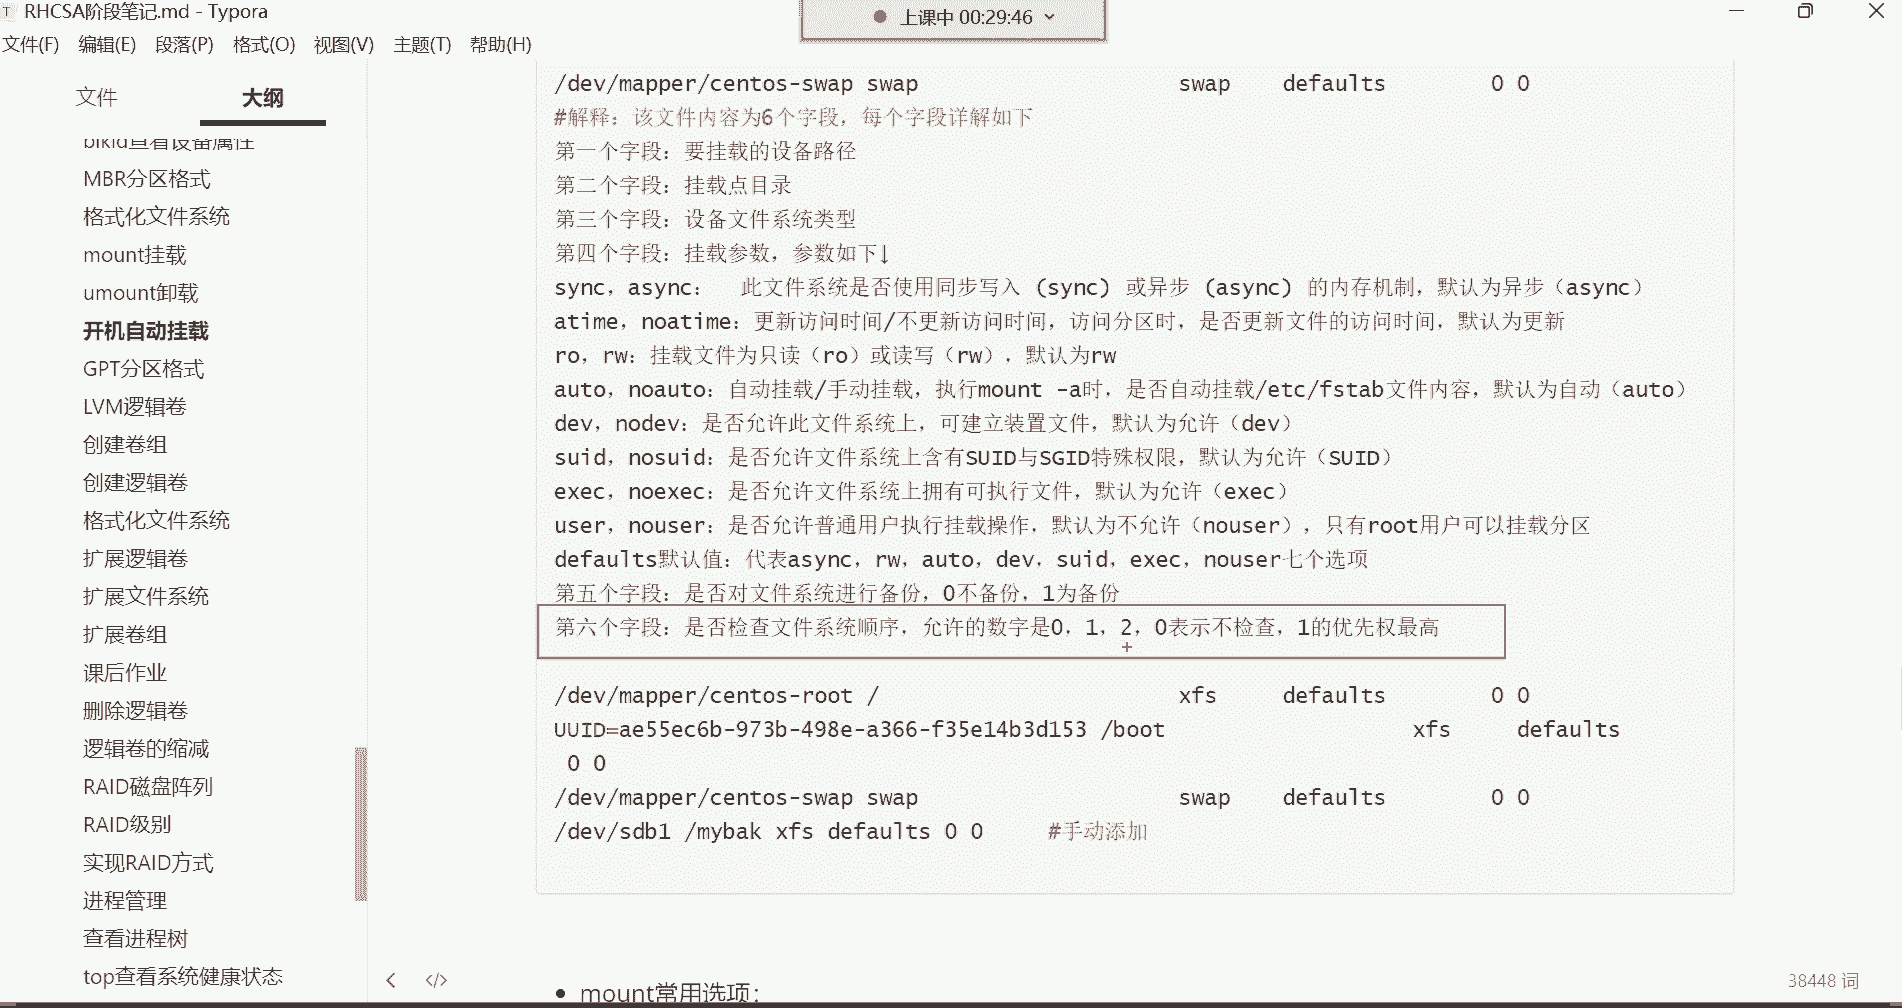 RHCSA阶段笔记.md - Typora
上课中 00:29:46
文件(F) 编辑(E) 段落(P) 格式(O) 视图(V) 主题(T) 帮助(H)
文件 大纲
blkid查看设备属性
MBR分区格式
格式化文件系统
mount挂载
umount卸载
开机自动挂载
GPT分区格式
LVM逻辑卷
创建卷组
创建逻辑卷
格式化文件系统
扩展逻辑卷
扩展文件系统
扩展卷组
课后作业
删除逻辑卷
逻辑卷的缩减
RAID磁盘阵列
RAID级别
实现RAID方式
进程管理
查看进程树
top查看系统健康状态
/dev/mapper/centos-swap swap swap defaults 0 0
#解释：该文件内容为6个字段，每个字段详解如下
第一个字段：要挂载的设备路径
第二个字段：挂载点目录
第三个字段：设备文件系统类型
第四个字段：挂载参数，参数如下↓
sync，async： 此文件系统是否使用同步写入 (sync) 或异步 (async) 的内存机制，默认为异步（async）
atime，noatime：更新访问时间/不更新访问时间，访问分区时，是否更新文件的访问时间，默认为更新
ro，rw：挂载文件为只读（ro）或读写（rw），默认为rw
auto，noauto：自动挂载/手动挂载，执行mount -a时，是否自动挂载/etc/fstab文件内容，默认为自动（auto）
dev，nodev：是否允许此文件系统上，可建立装置文件，默认为允许（dev）
suid，nosuid：是否允许文件系统上含有SUID与SGID特殊权限，默认为允许（SUID）
exec，noexec：是否允许文件系统上拥有可执行文件，默认为允许（exec）
user，nouser：是否允许普通用户执行挂载操作，默认为不允许（nouser），只有root用户可以挂载分区
defaults默认值：代表async，rw，auto，dev，suid，exec，nouser七个选项
第五个字段：是否对文件系统进行备份，0不备份，1为备份
第六个字段：是否检查文件系统顺序，允许的数字是0，1，2，0表示不检查，1的优先权最高
/dev/mapper/centos-root / xfs defaults 0 0
UUID=ae55ec6b-973b-498e-a366-f35e14b3d153 /boot xfs defaults
0 0
/dev/mapper/centos-swap swap swap defaults 0 0
/dev/sdb1 /mybak xfs defaults 0 0 #手动添加
mount常用选项：
38448 词